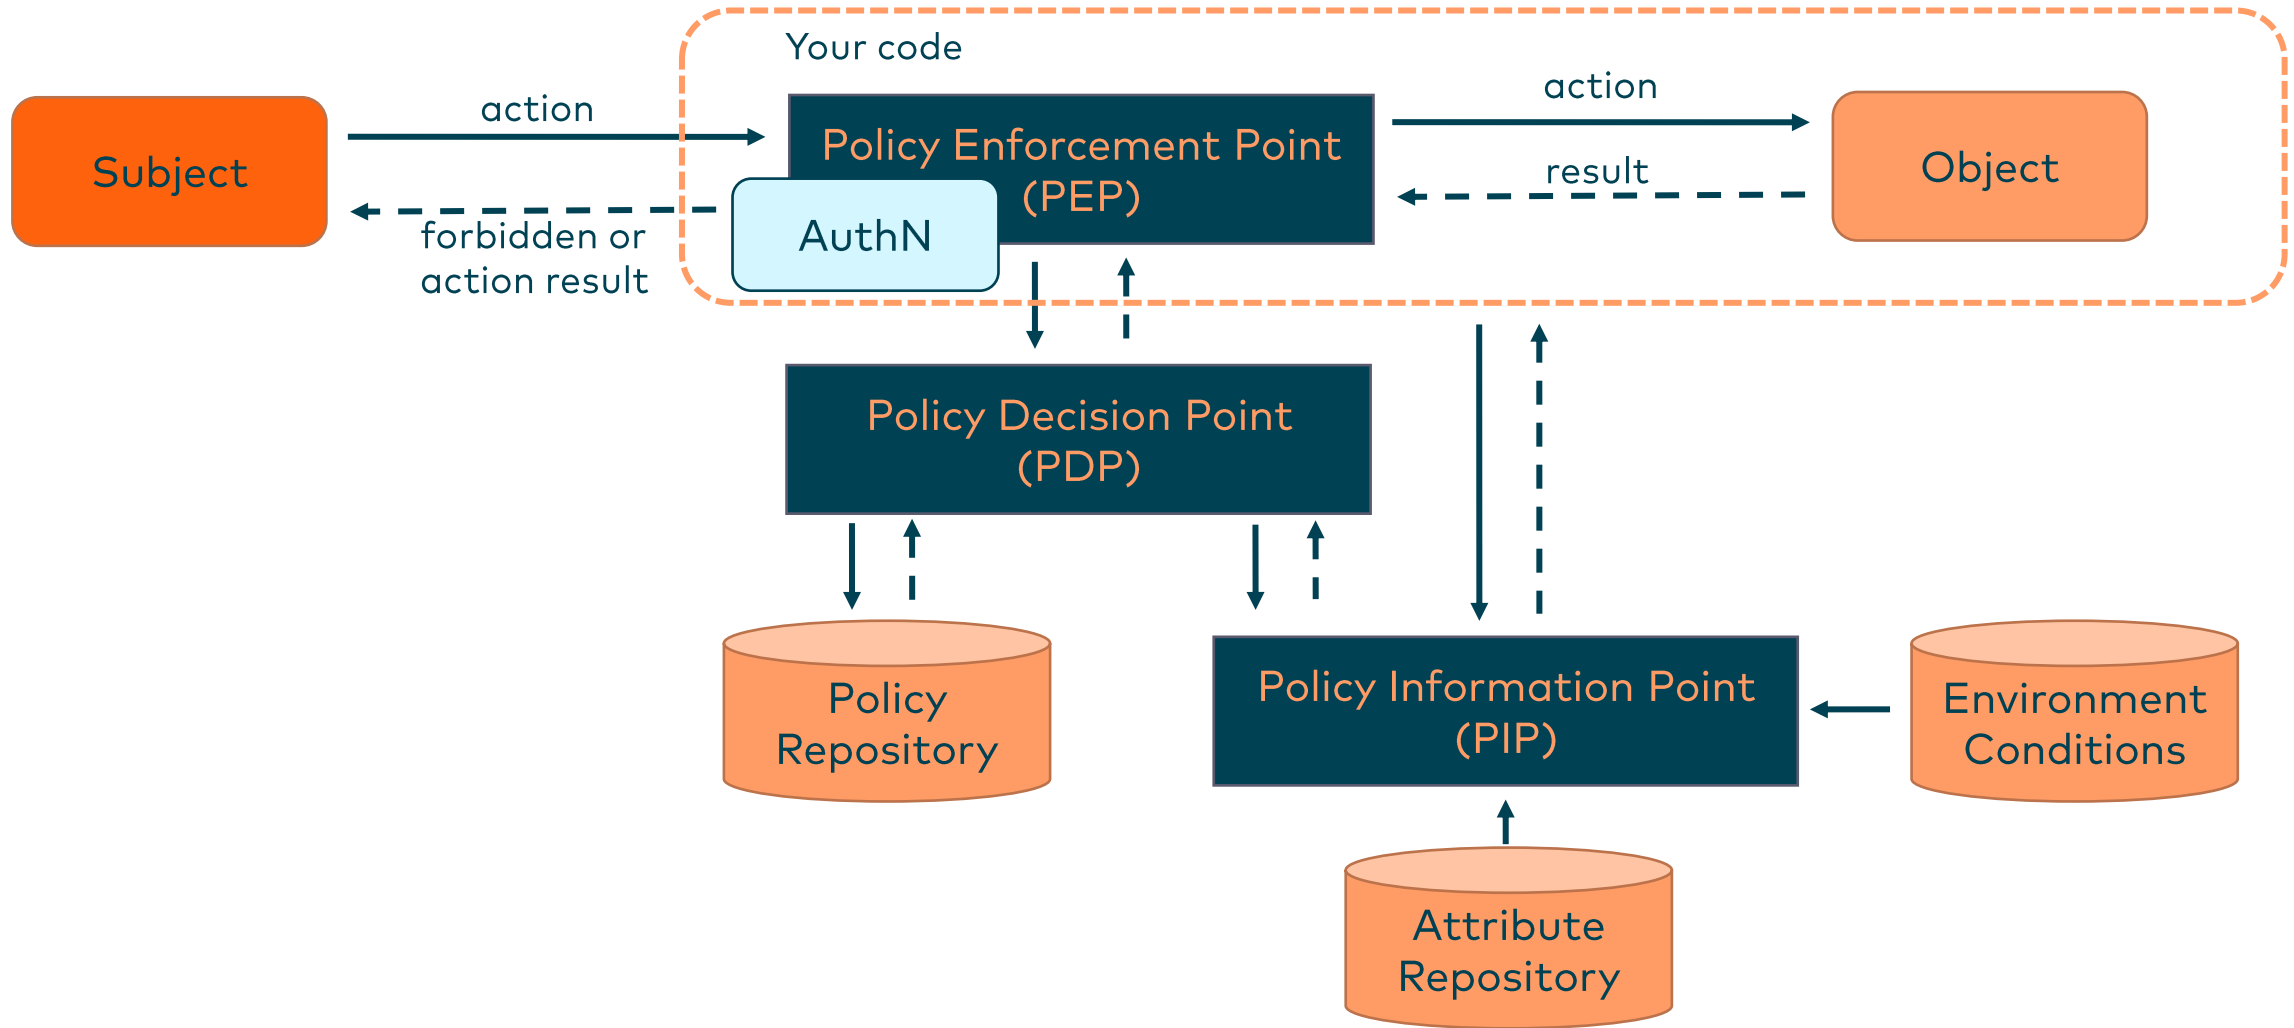 Your code
Subject
action
Policy Enforcement Point
(PEP)
AuthN
action
result
Object
forbidden or
action result
Policy Decision Point
(PDP)
Policy
Repository
Policy Information Point
(PIP)
Environment
Conditions
Attribute
Repository